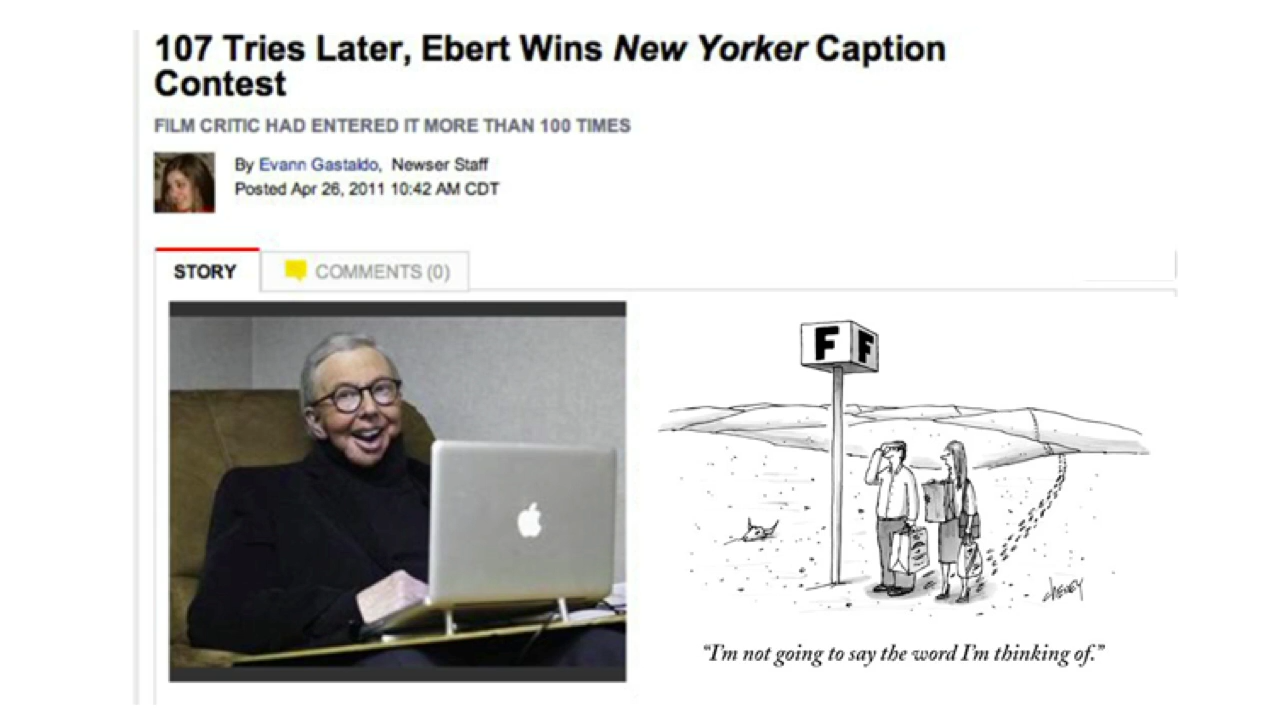 107 Tries Later, Ebert Wins New Yorker Caption
Contest
FILM CRITIC HAD ENTERED IT MORE THAN 100 TIMES
By Evann Gastaldo, Newser Staff
Posted Apr 26, 2011 10:42 AM CDT
STORY
COMMENTS (0)
F F
CHENEY
“I’m not going to say the word I’m thinking of.”